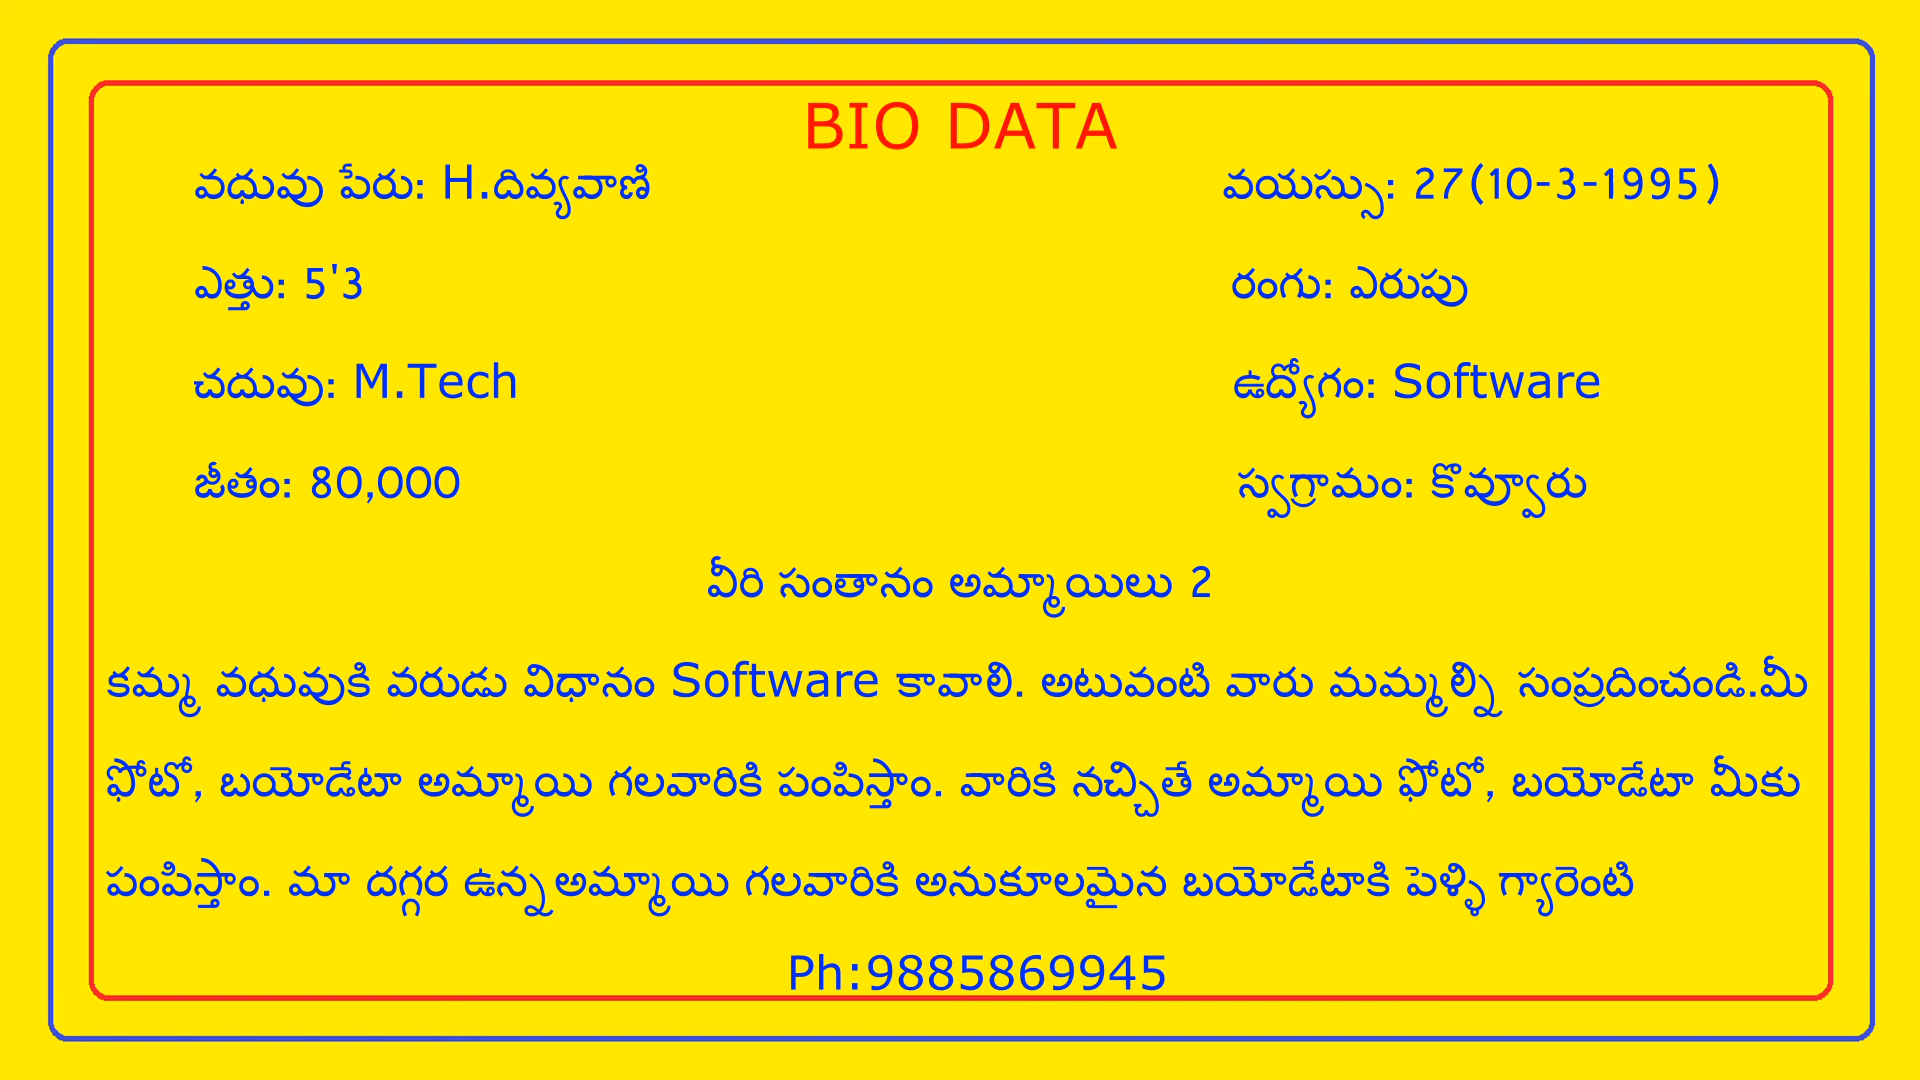 BIO DATA
వధువు పేరు: H.దివ్యవాణి వయస్సు: 27(10-3-1995)
ఎత్తు: 5'3 రంగు: ఎరుపు
చదువు: M.Tech ఉద్యోగం: Software
జీతం: 80,000 స్వగ్రామం: కొవ్వూరు
వీరి సంతానం అమ్మాయిలు 2
కమ్మ వధువుకి వరుడు విధానం Software కావాలి. అటువంటి వారు మమ్మల్ని సంప్రదించండి.మీ
ఫోటో, బయోడేటా అమ్మాయి గలవారికి పంపిస్తాం. వారికి నచ్చితే అమ్మాయి ఫోటో, బయోడేటా మీకు
పంపిస్తాం. మా దగ్గర ఉన్నఅమ్మాయి గలవారికి అనుకూలమైన బయోడేటాకి పెళ్ళి గ్యారెంటి
Ph:9885869945